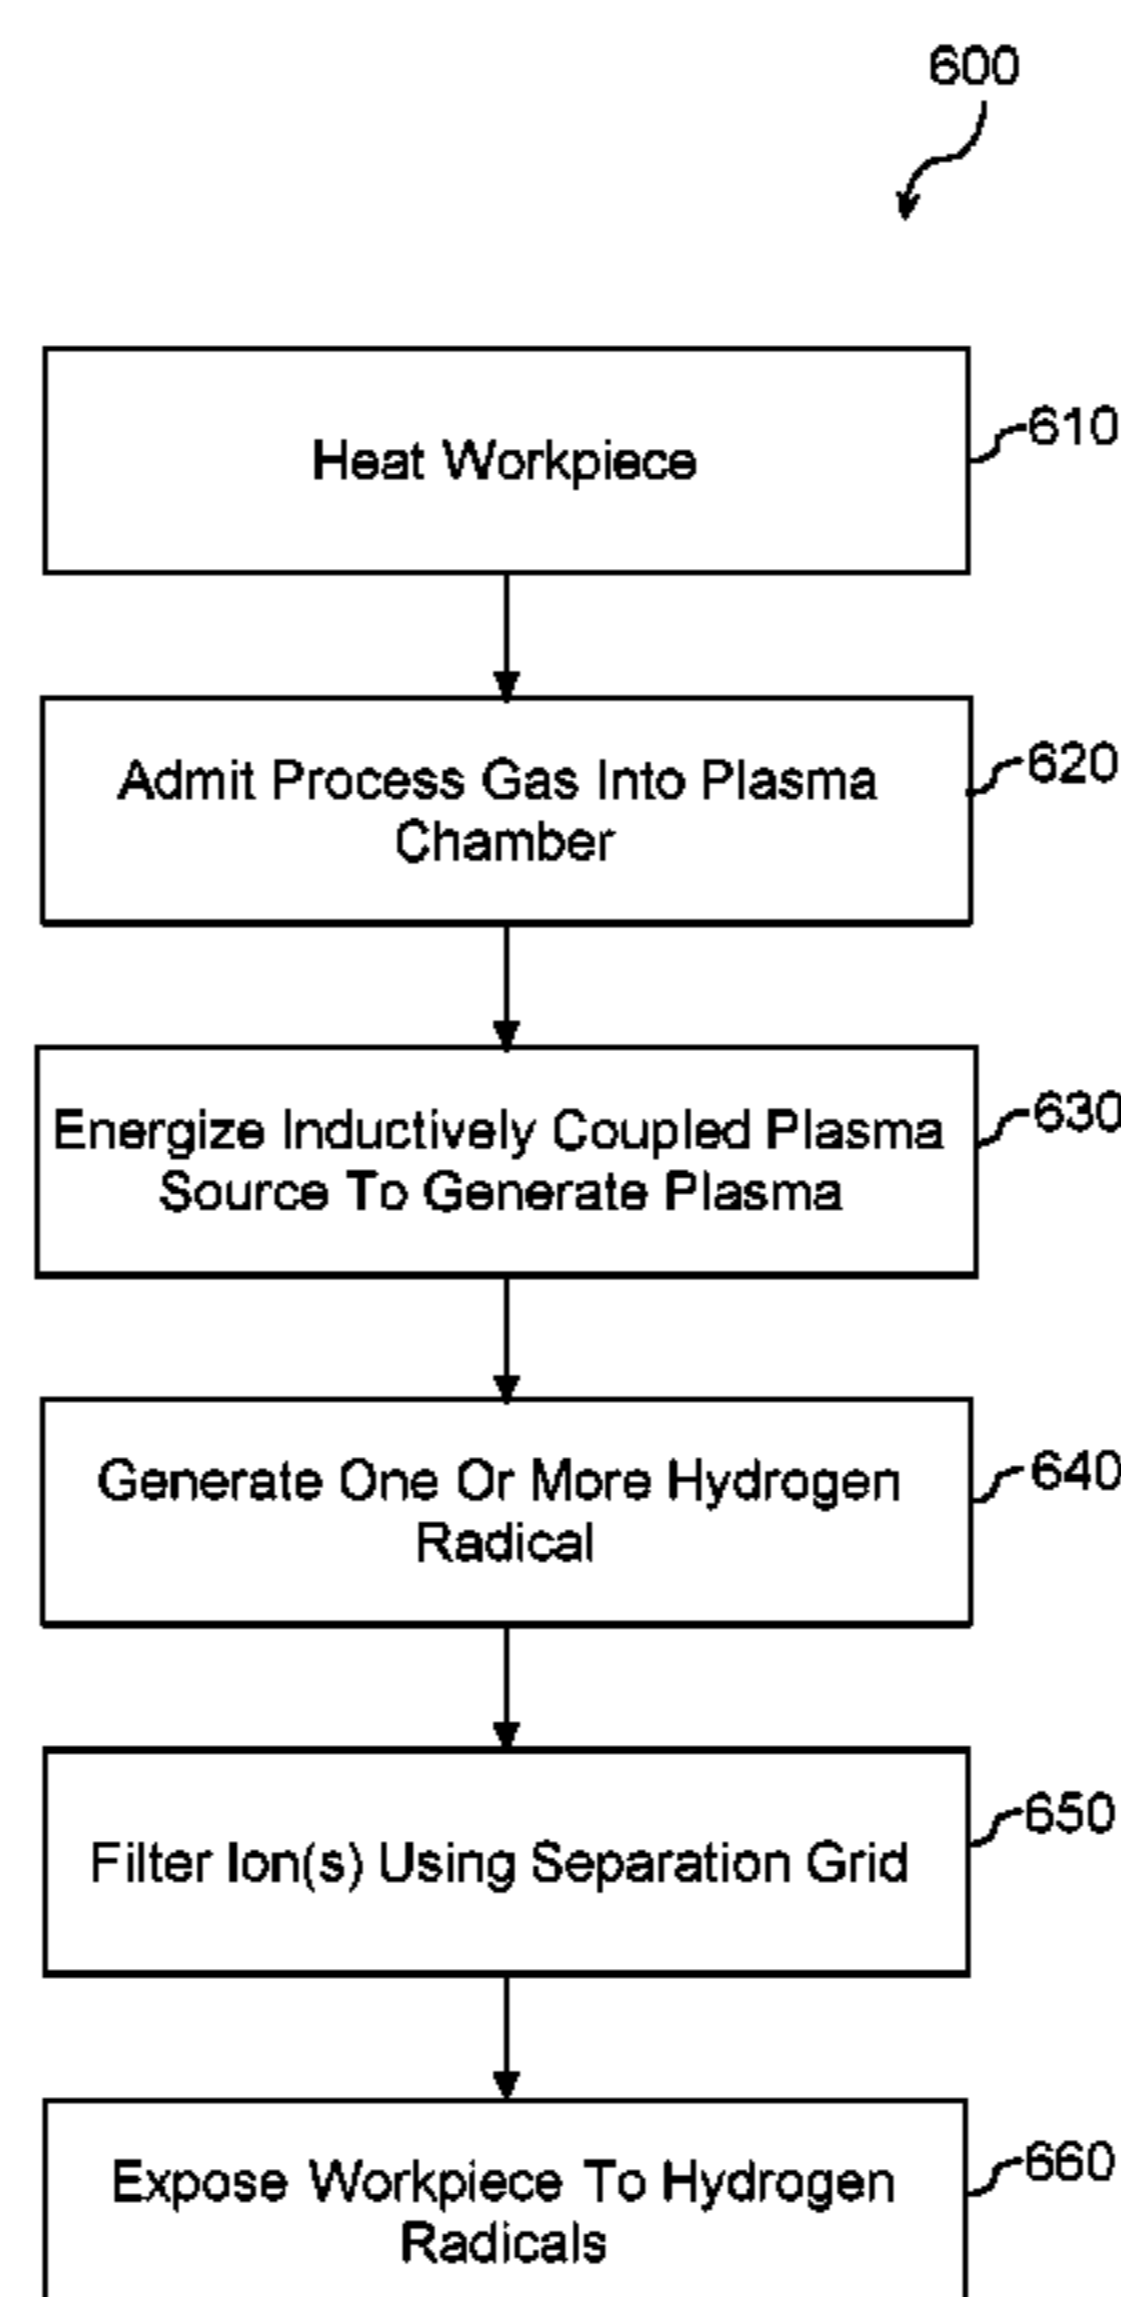 600
Heat Workpiece
610
Admit Process Gas Into Plasma
Chamber
620
Energize Inductively Coupled Plasma
Source To Generate Plasma
630
Generate One Or More Hydrogen
Radical
640
Filter Ion(s) Using Separation Grid
650
Expose Workpiece To Hydrogen
Radicals
660